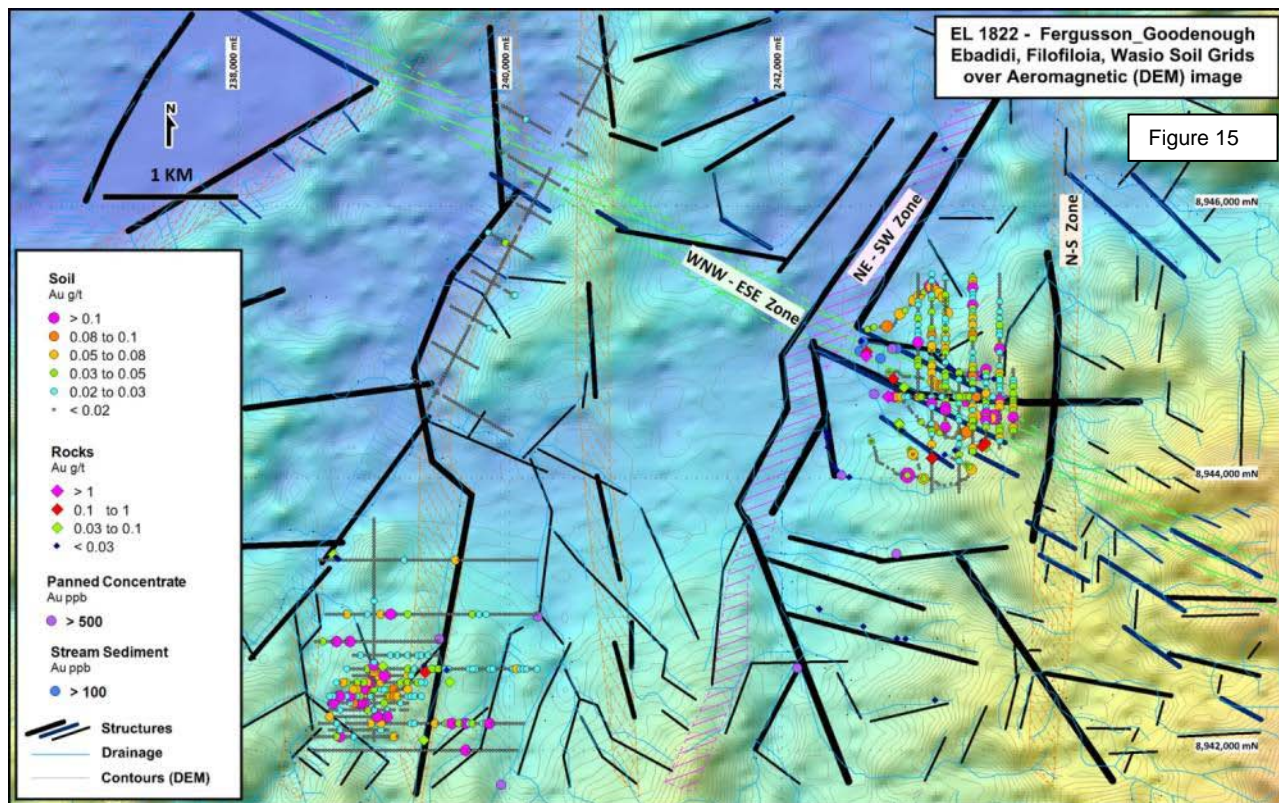 EL 1822 - Fergusson_Goodenough
Ebadidi, Filofiloia, Wasio Soil Grids
over Aeromagnetic (DEM) image
Figure 15
238,000 mE
240,000 mE
242,000 mE
N
1 KM
8,946,000 mN
WNW - ESE Zone
NE - SW Zone
N-S Zone
8,944,000 mN
8,942,000 mN
Soil
Au g/t
> 0.1
0.08 to 0.1
0.05 to 0.08
0.03 to 0.05
0.02 to 0.03
< 0.02
Rocks
Au g/t
> 1
0.1 to 1
0.03 to 0.1
< 0.03
Panned Concentrate
Au ppb
> 500
Stream Sediment
Au ppb
> 100
Structures
Drainage
Contours (DEM)